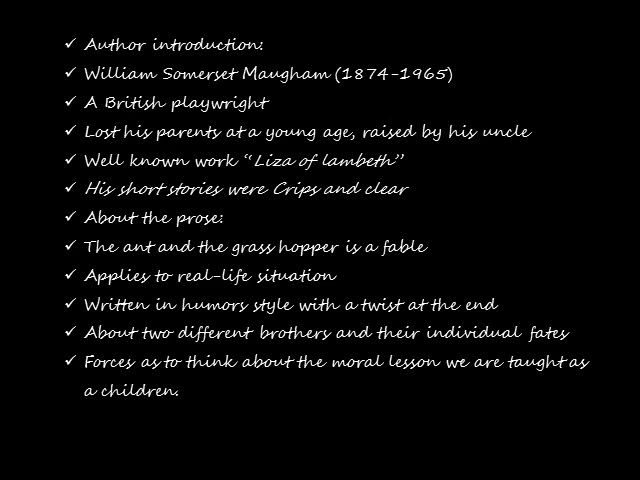 ✓ Author introduction:
✓ William Somerset Maugham (1874-1965)
✓ A British playwright
✓ Lost his parents at a young age, raised by his uncle
✓ Well known work “Liza of lambeth”
✓ His short stories were Crips and clear
✓ About the prose:
✓ The ant and the grass hopper is a fable
✓ Applies to real-life situation
✓ Written in humors style with a twist at the end
✓ About two different brothers and their individual fates
✓ Forces as to think about the moral lesson we are taught as
a children.